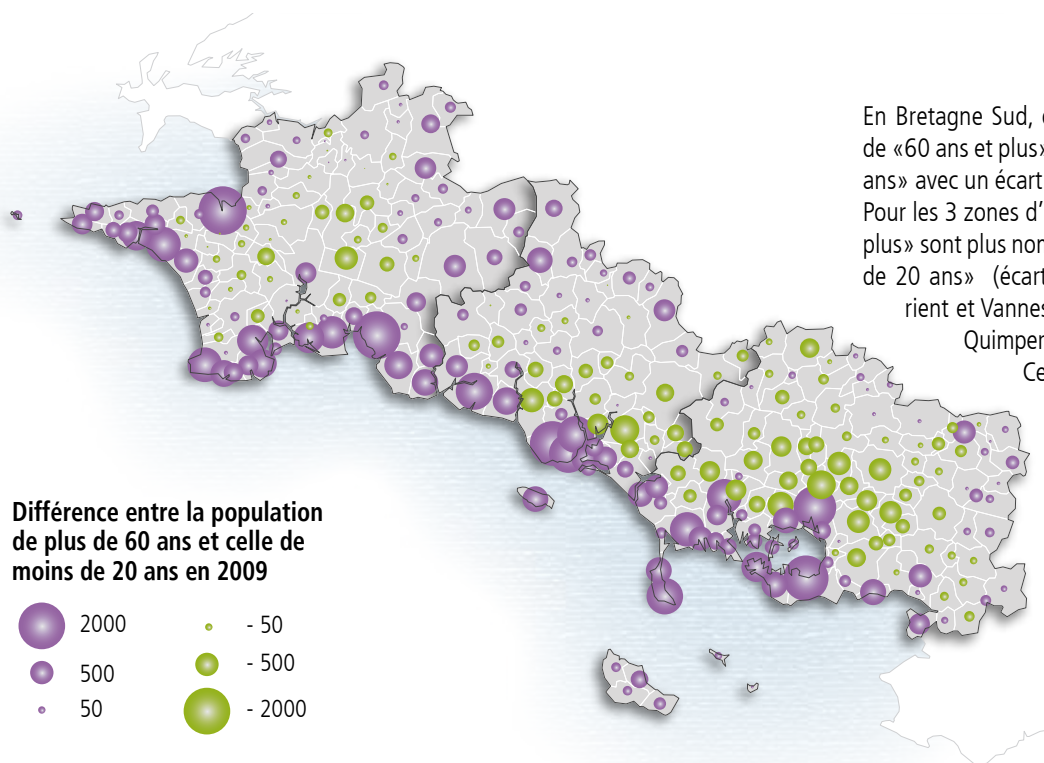 En Bretagne Sud,
de «60 ans et plus»
ans» avec un écart
Pour les 3 zones d’
plus» sont plus nom
de 20 ans» (écart
rient et Vannes
Quimper
Ce
Différence entre la population
de plus de 60 ans et celle de
moins de 20 ans en 2009
2000
500
50
- 50
- 500
- 2000